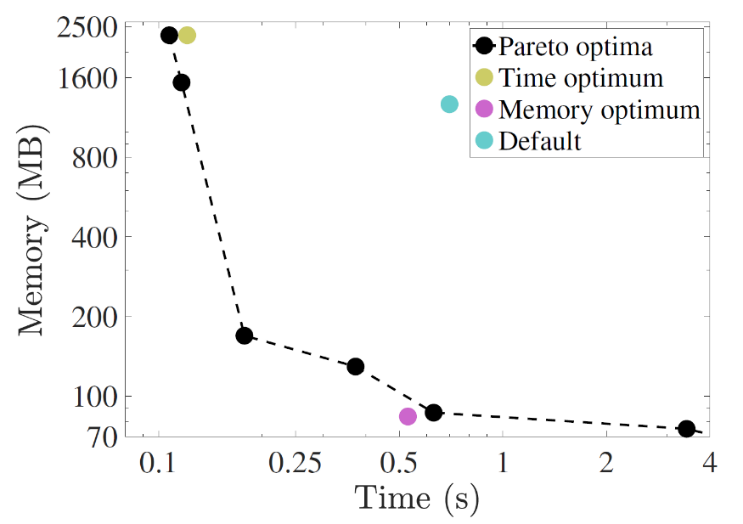 2500
1600
800
400
200
100
70
Memory (MB)
Pareto optima
Time optimum
Memory optimum
Default
0.1 0.25 0.5 1 2 4
Time (s)